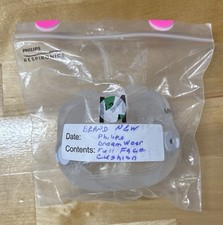 PHILIPS
RESPIRONICS
BRAND NEW
Date: Philips
DreamWear
Contents: Full Face
Cushion